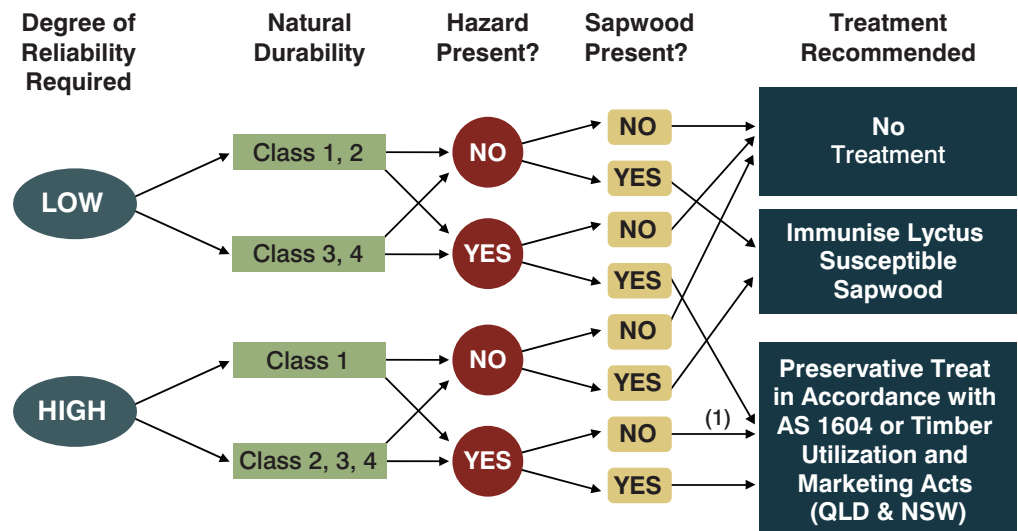 Degree of
Reliability
Required
Natural
Durability
Hazard
Present?
Sapwood
Present?
Treatment
Recommended
LOW
Class 1, 2
Class 3, 4
NO
YES
NO
YES
NO
YES
No
Treatment
Immunise Lyctus
Susceptible
Sapwood
HIGH
Class 1
Class 2, 3, 4
NO
YES
NO
YES
NO
YES
(1)
Preservative Treat
in Accordance with
AS 1604 or Timber
Utilization and
Marketing Acts
(QLD & NSW)